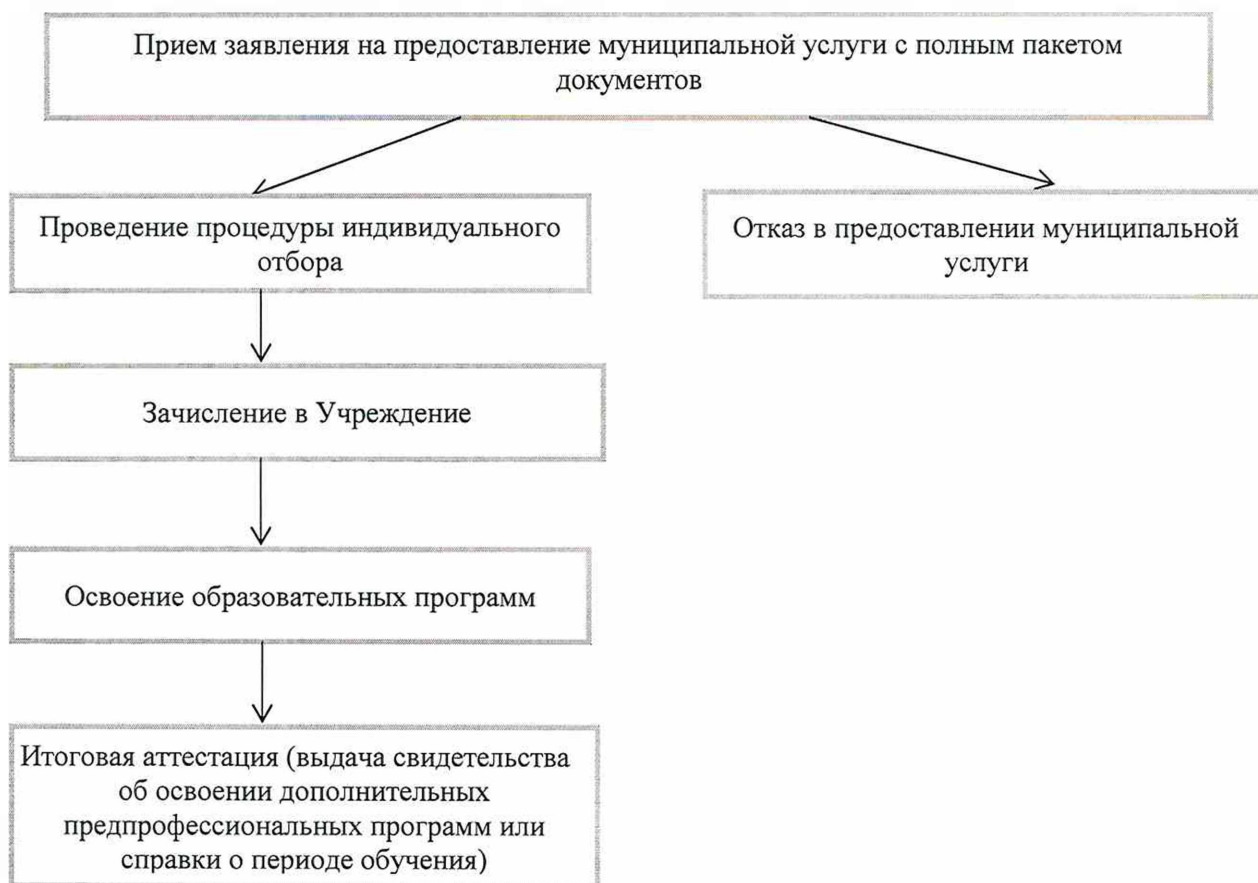 Прием заявления на предоставление муниципальной услуги с полным пакетом
документов
Проведение процедуры индивидуального
отбора
Отказ в предоставлении муниципальной
услуги
Зачисление в Учреждение
Освоение образовательных программ
Итоговая аттестация (выдача свидетельства
об освоении дополнительных
предпрофессиональных программ или
справки о периоде обучения)